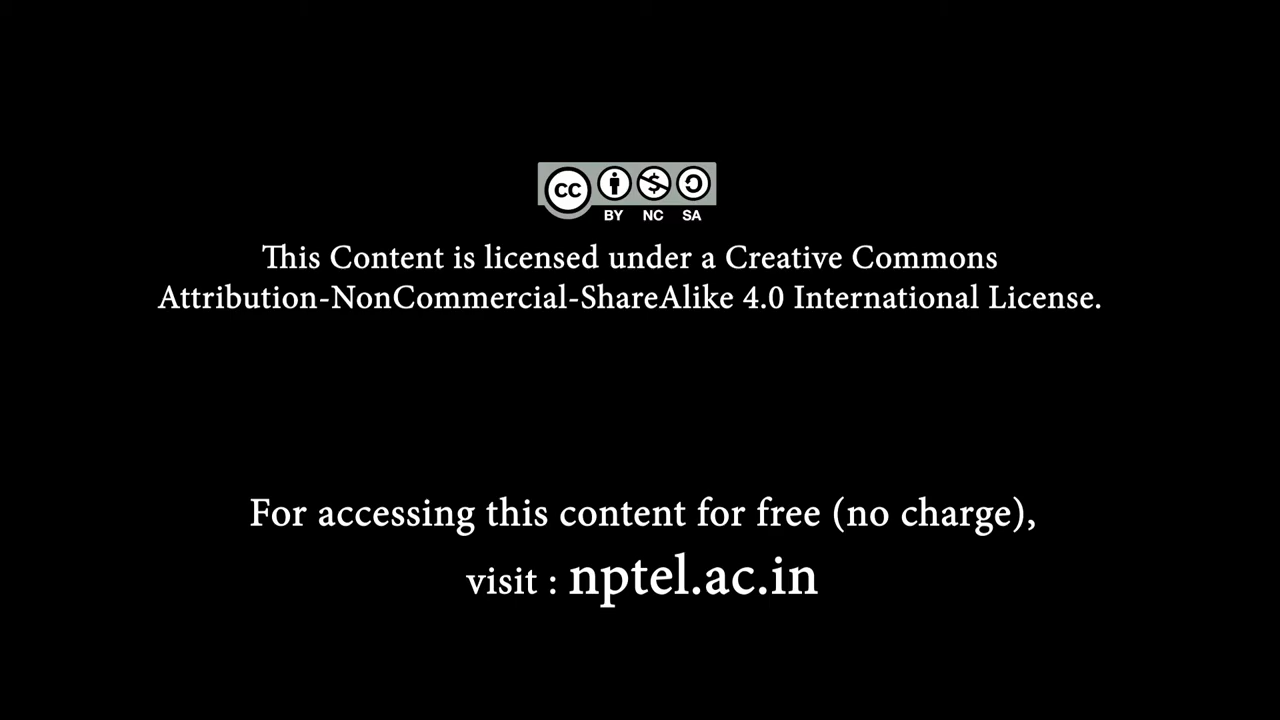 cc
BY NC SA
This Content is licensed under a Creative Commons
Attribution-NonCommercial-ShareAlike 4.0 International License.
For accessing this content for free (no charge),
visit : nptel.ac.in